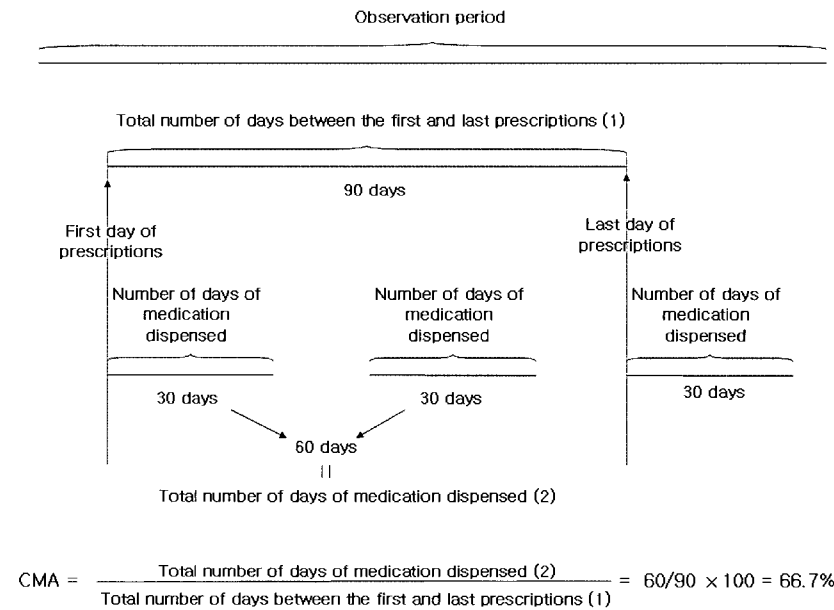 Observation period
Total number of days between the first and last prescriptions (1)
90 days
First day of
prescriptions
Last day of
prescriptions
Number of days of
medication
dispensed
Number of days of
medication
dispensed
Number of days of
medication
dispensed
30 days
30 days
30 days
60 days
Total number of days of medication dispensed (2)
CMA = Total number of days of medication dispensed (2) = 60/90 × 100 = 66.7%
Total number of days between the first and last prescriptions (1)